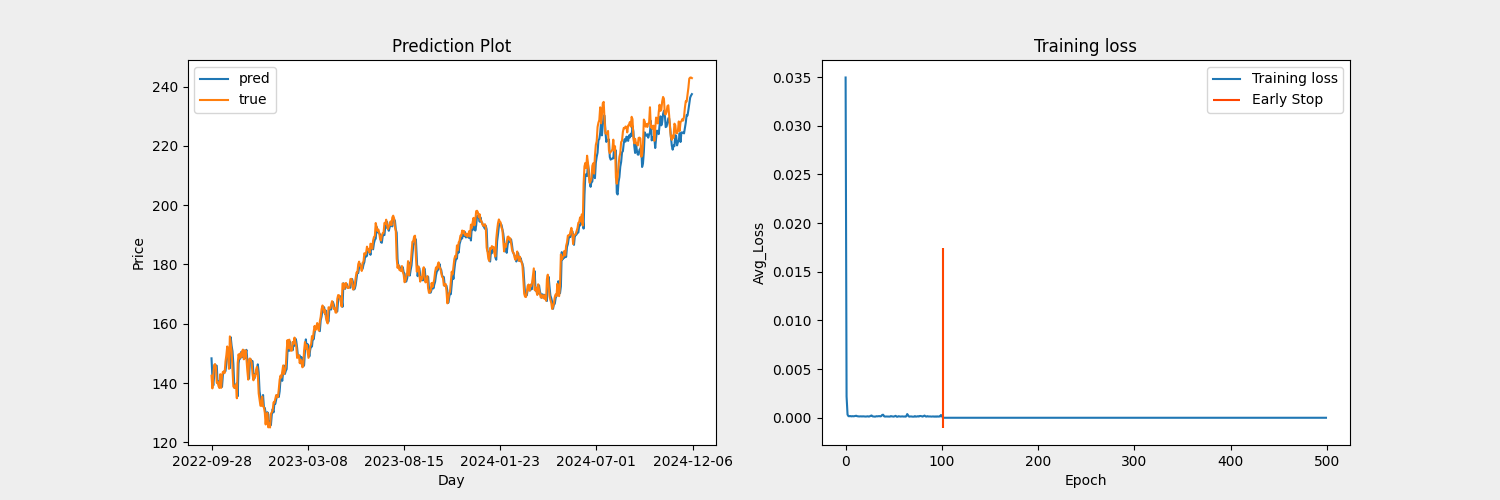 Prediction Plot
pred
true
240
220
200
180
160
140
120
Price
2022-09-28 2023-03-08 2023-08-15 2024-01-23 2024-07-01 2024-12-06
Day
Training loss
Training loss
Early Stop
0.035
0.030
0.025
0.020
0.015
0.010
0.005
0.000
Avg_Loss
0 100 200 300 400 500
Epoch